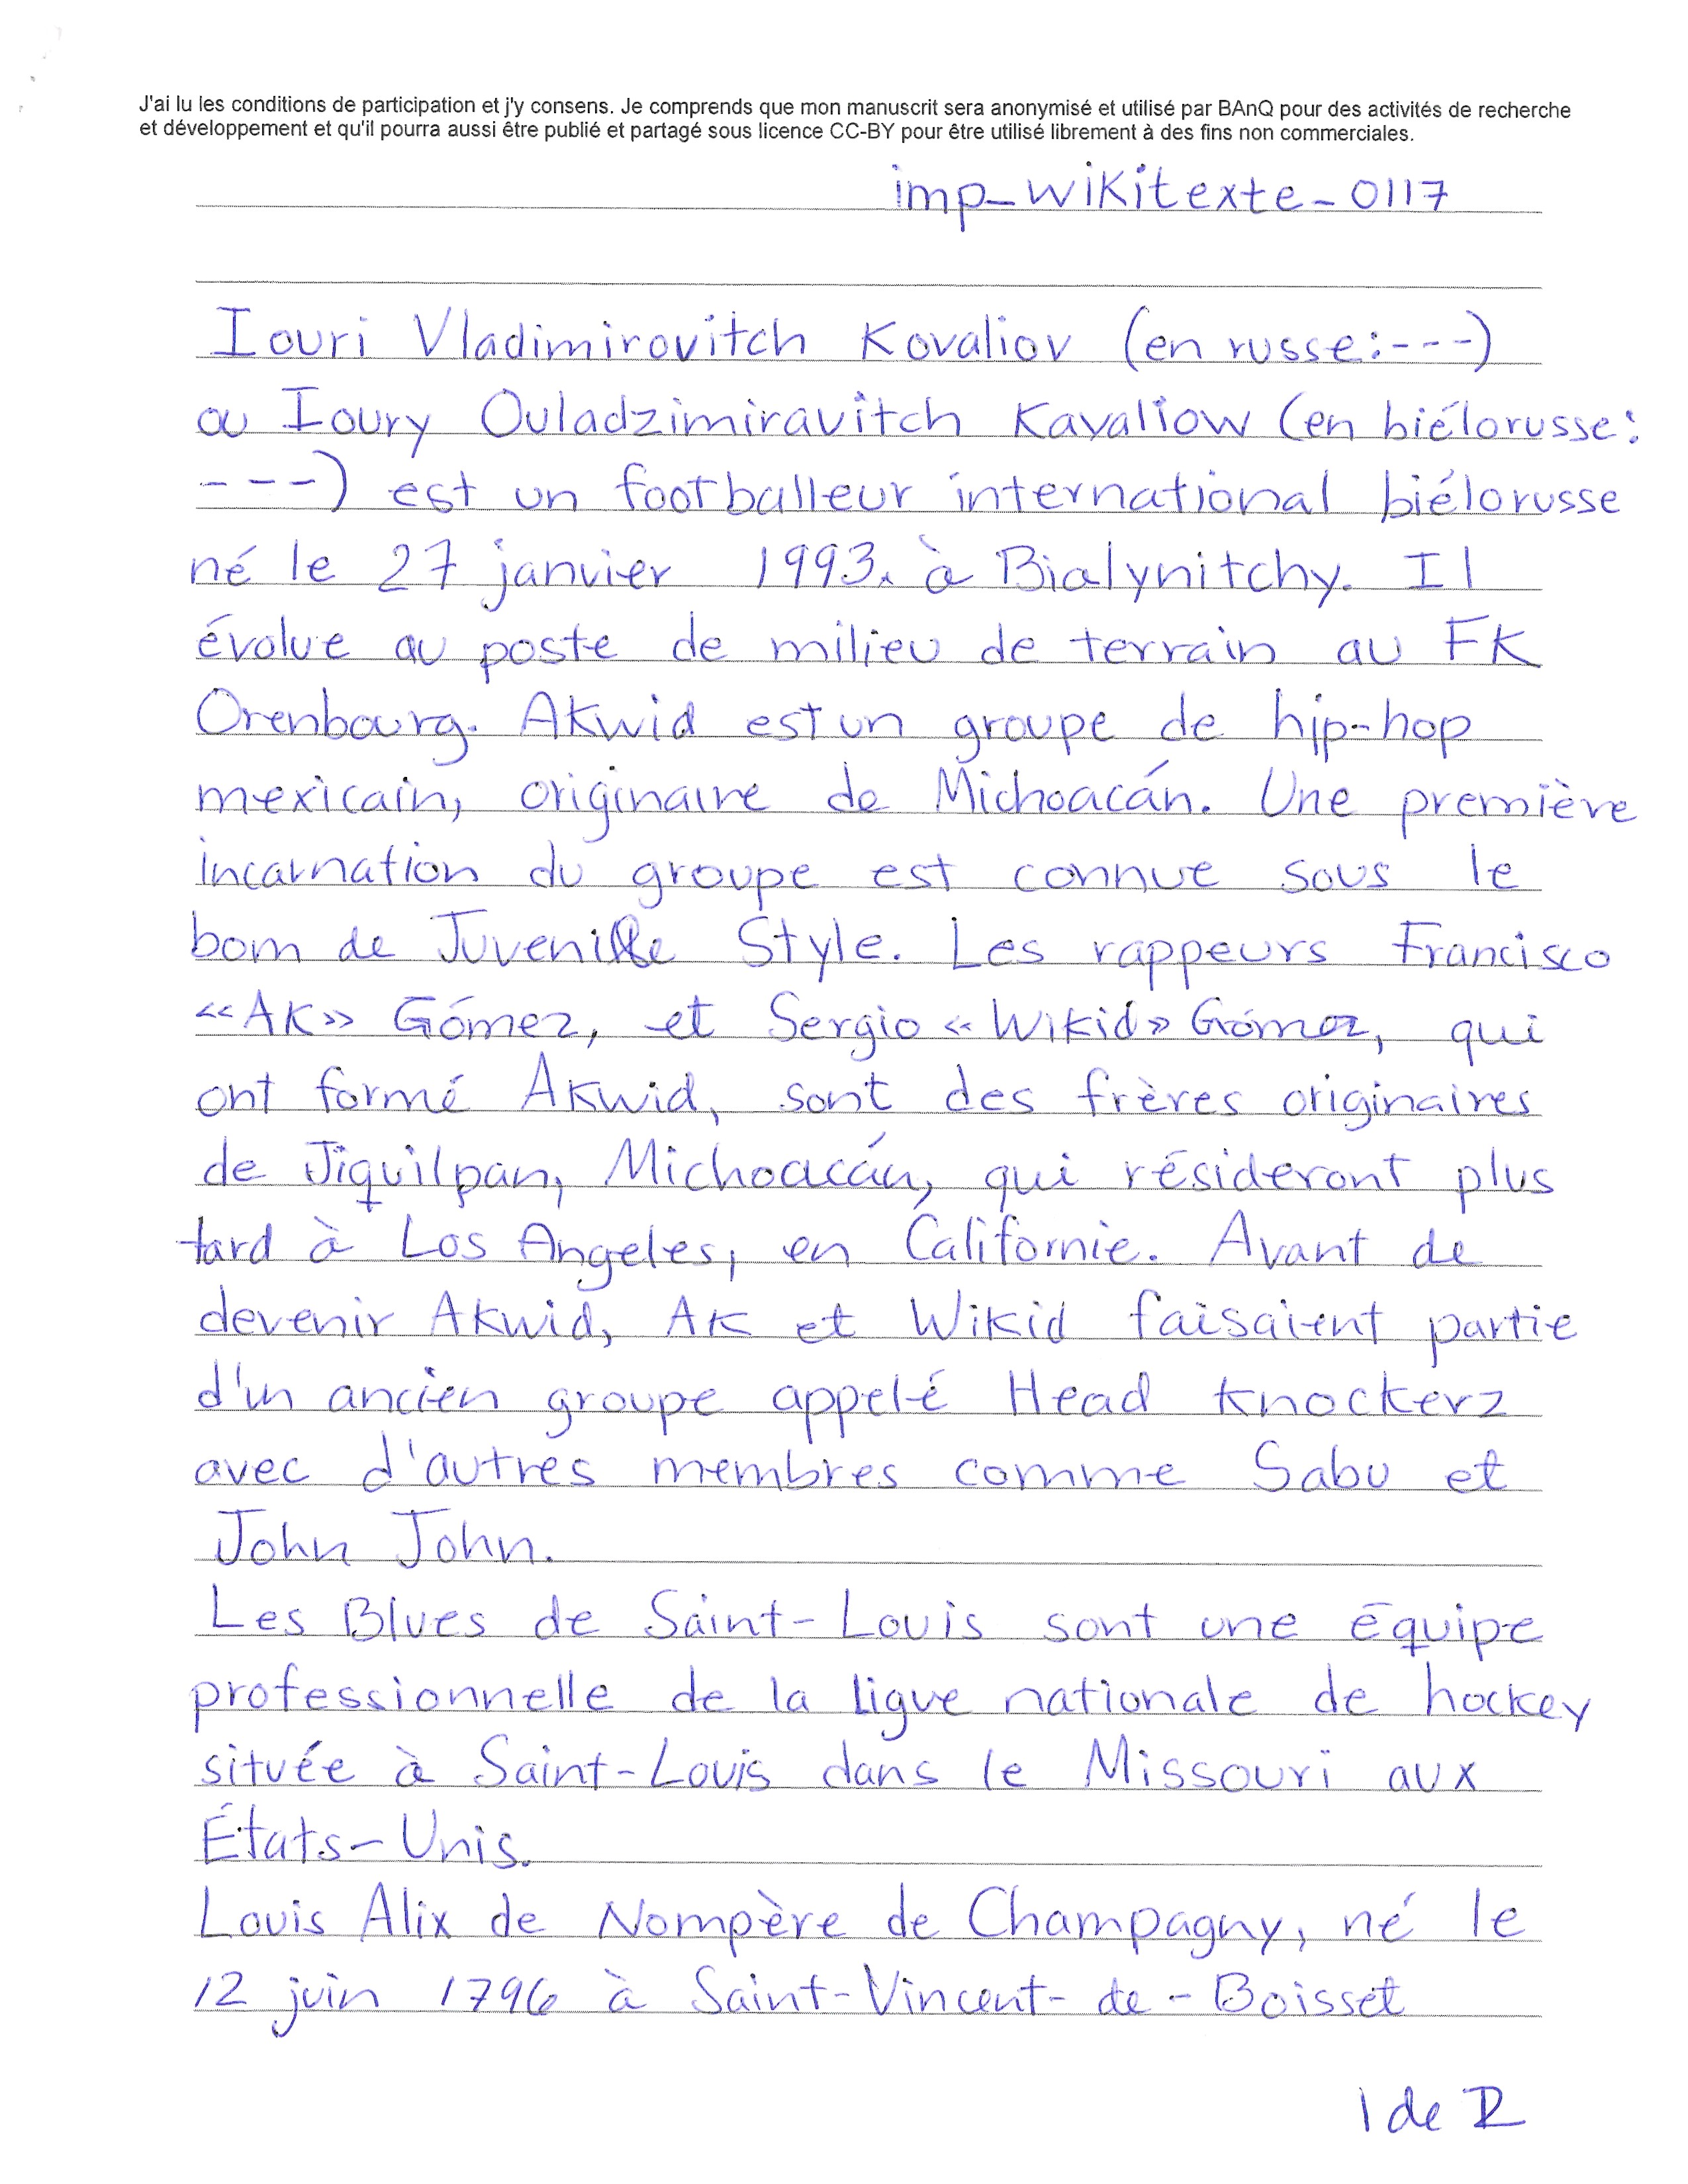 J'ai lu les conditions de participation et j'y consens. Je comprends que mon manuscrit sera anonymisé et utilisé par BAnQ pour des activités de recherche
et développement et qu'il pourra aussi être publié et partagé sous licence CC-BY pour être utilisé librement à des fins non commerciales.
imp_wikitexte_0117
Iouri Vladimirovitch Kovaliov (en russe:---)
ou Ioury Ouladzimiravitch Kavaliow (en biélorusse:
---) est un footballeur international biélorusse
né le 27 janvier 1993. à Bialynitchy. Il
évolue au poste de milieu de terrain au FK
Orenbourg. Akwid est un groupe de hip-hop
mexicain, originaire de Michoacán. Une première
incarnation du groupe est connue sous le
bom de Juvenille Style. Les rappeurs Francisco
«AK» Gómez, et Sergio «Wikid» Gómez, qui
ont formé Akwid, sont des frères originaires
de Jiquilpan, Michoacán, qui résideront plus
tard à Los Angeles, en Californie. Avant de
devenir Akwid, AK et Wikid faisaient partie
d'un ancien groupe appelé Head Knockerz
avec d'autres membres comme Sabu et
John John.
Les Blues de Saint-Louis sont une équipe
professionnelle de la ligue nationale de hockey
située à Saint-Louis dans le Missouri aux
États-Unis.
Louis Alix de Nompère de Champagny, né le
12 juin 1796 à Saint-Vincent-de-Boisset
1 de 2